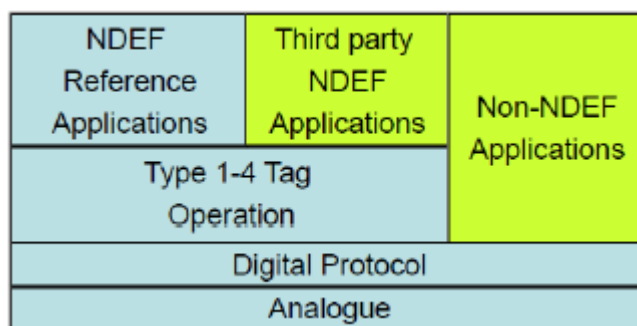 NDEF
Reference
Applications
Third party
NDEF
Applications
Non-NDEF
Applications
Type 1-4 Tag
Operation
Digital Protocol
Analogue